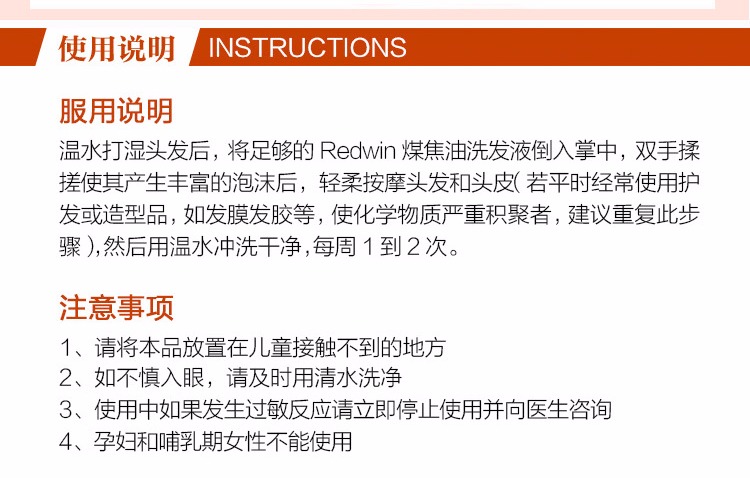 使用说明 INSTRUCTIONS
服用说明
温水打湿头发后，将足够的 Redwin 煤焦油洗发液倒入掌中，双手揉
搓使其产生丰富的泡沫后，轻柔按摩头发和头皮（若平时经常使用护
发或造型品，如发膜发胶等，使化学物质严重积聚者，建议重复此步
骤），然后用温水冲洗干净，每周 1 到 2 次。
注意事项
1、请将本品放置在儿童接触不到的地方
2、如不慎入眼，请及时用清水洗净
3、使用中如果发生过敏反应请立即停止使用并向医生咨询
4、孕妇和哺乳期女性不能使用